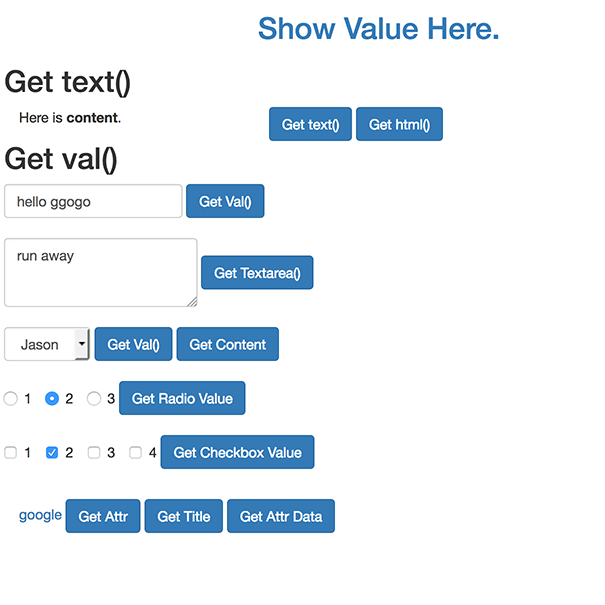 Show Value Here.
Get text()
Here is content. Get text() Get html()
Get val()
hello ggogo Get Val()
run away
Get Textarea()
Jason Get Val() Get Content
1 2 3 Get Radio Value
1 2 3 4 Get Checkbox Value
google Get Attr Get Title Get Attr Data